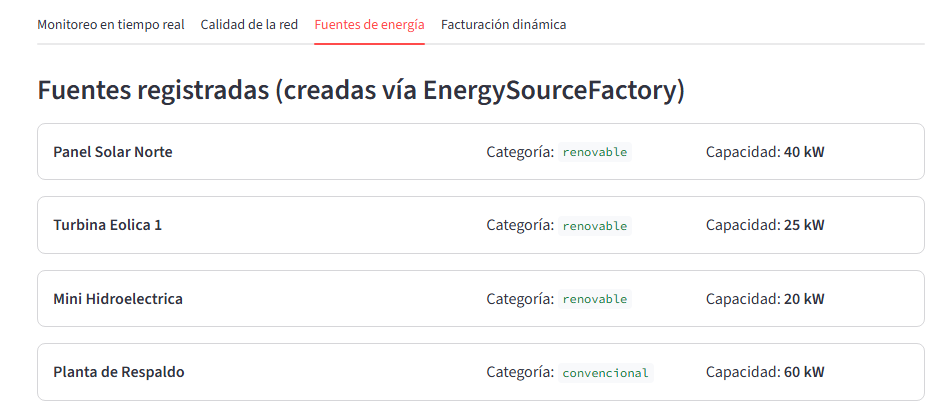 Monitoreo en tiempo real Calidad de la red Fuentes de energía Facturación dinámica
Fuentes registradas (creadas vía EnergySourceFactory)
Panel Solar Norte Categoría: renovable Capacidad: 40 kW
Turbina Eolica 1 Categoría: renovable Capacidad: 25 kW
Mini Hidroelectrica Categoría: renovable Capacidad: 20 kW
Planta de Respaldo Categoría: convencional Capacidad: 60 kW